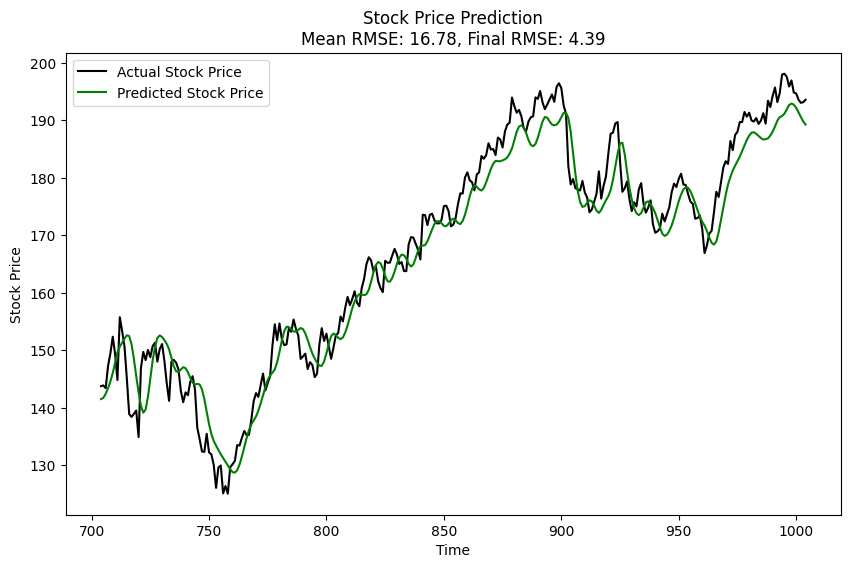 Stock Price Prediction
Mean RMSE: 16.78, Final RMSE: 4.39
Actual Stock Price
Predicted Stock Price
200
190
180
170
160
150
140
130
Stock Price
700
750
800
850
900
950
1000
Time